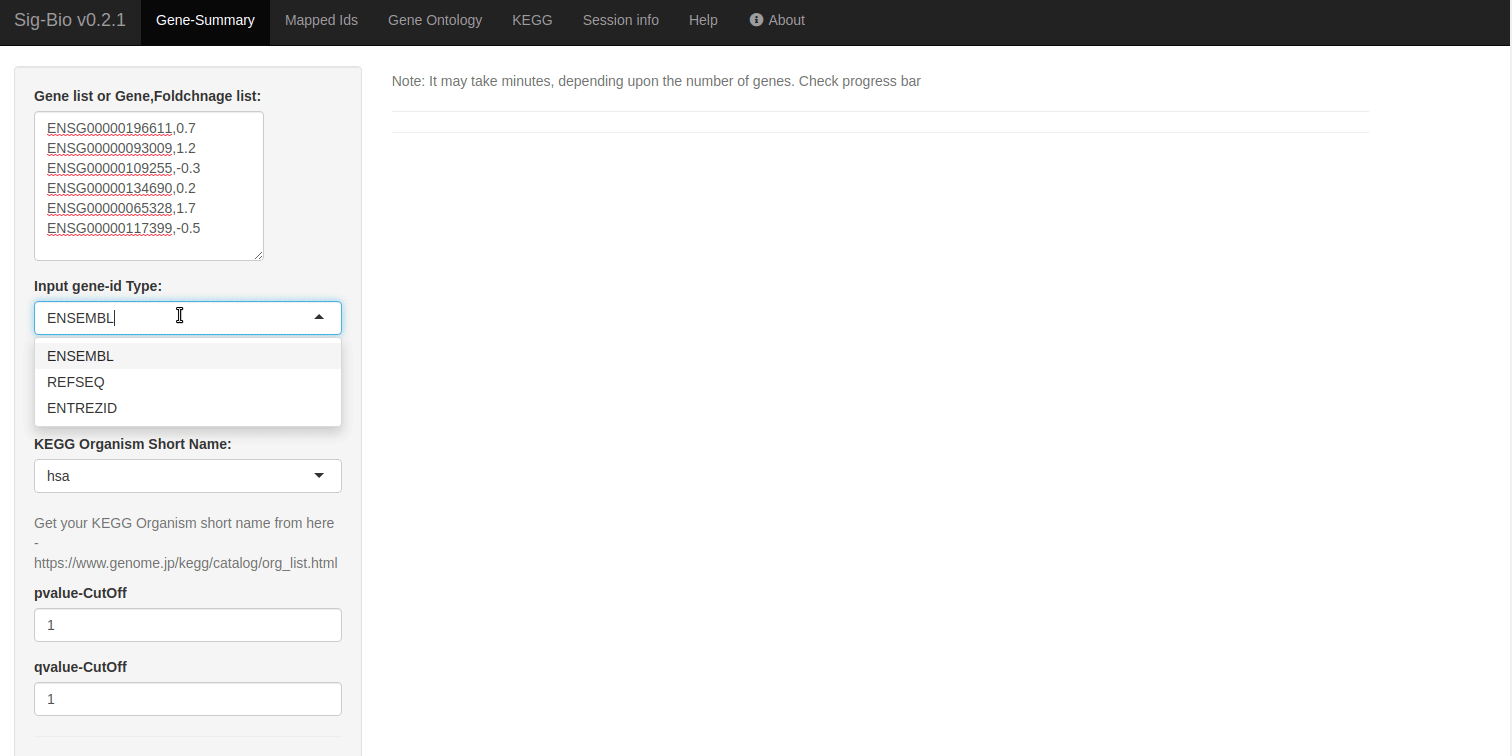 Sig-Bio v0.2.1 Gene-Summary Mapped Ids Gene Ontology KEGG Session info Help About
Gene list or Gene,Foldchnage list:
ENSG00000196611,0.7
ENSG00000093009,1.2
ENSG00000109255,-0.3
ENSG00000134690,0.2
ENSG00000065328,1.7
ENSG00000117399,-0.5
Input gene-id Type:
ENSEMBL
ENSEMBL
REFSEQ
ENTREZID
KEGG Organism Short Name:
hsa
Get your KEGG Organism short name from here
-
https://www.genome.jp/kegg/catalog/org_list.html
pvalue-CutOff
1
qvalue-CutOff
1
Note: It may take minutes, depending upon the number of genes. Check progress bar